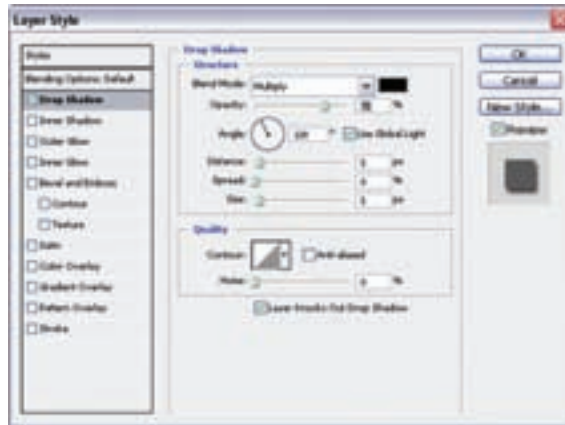 Layer Style
Styles
Blending Options: Default
Drop Shadow
Inner Shadow
Outer Glow
Inner Glow
Bevel and Emboss
Contour
Texture
Satin
Color Overlay
Gradient Overlay
Pattern Overlay
Stroke
Drop Shadow
Structure
Blend Mode: Multiply
Opacity: %
Angle: ° Use Global Light
Distance: px
Spread: %
Size: px
Quality
Contour: Anti-aliased
Noise: %
Layer Knocks Out Drop Shadow
OK
Cancel
New Style...
Preview